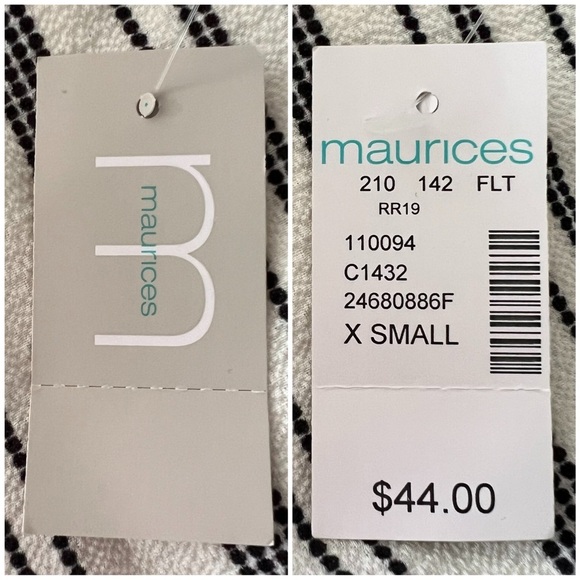 m
maurices
maurices
210 142 FLT
RR19
110094
C1432
24680886F
X SMALL
$44.00